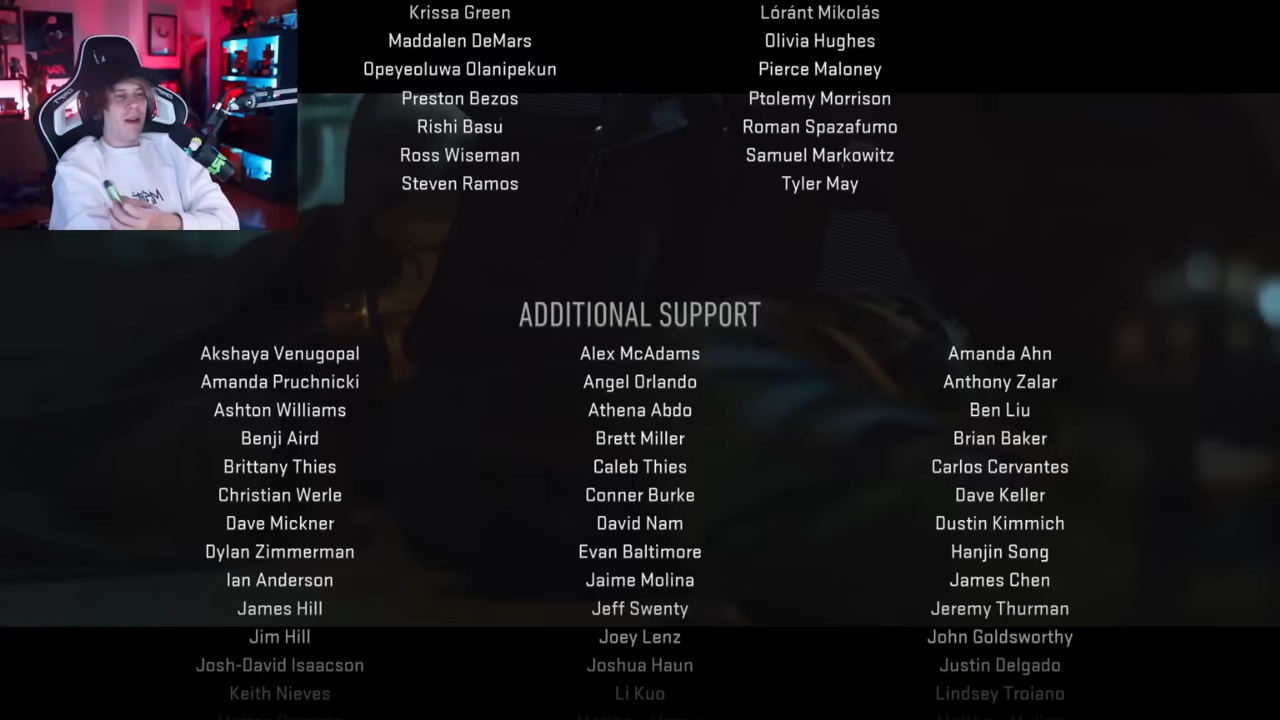 Krissa Green
Lóránt Mikolás
Maddalen DeMars
Olivia Hughes
Opeyeoluwa Olanipekun
Pierce Maloney
Preston Bezos
Ptolemy Morrison
Rishi Basu
Roman Spazafumo
Ross Wiseman
Samuel Markowitz
Steven Ramos
Tyler May
ADDITIONAL SUPPORT
Akshaya Venugopal
Alex McAdams
Amanda Ahn
Amanda Pruchnicki
Angel Orlando
Anthony Zalar
Ashton Williams
Athena Abdo
Ben Liu
Benji Aird
Brett Miller
Brian Baker
Brittany Thies
Caleb Thies
Carlos Cervantes
Christian Werle
Conner Burke
Dave Keller
Dave Mickner
David Nam
Dustin Kimmich
Dylan Zimmerman
Evan Baltimore
Hanjin Song
Ian Anderson
Jaime Molina
James Chen
James Hill
Jeff Swenty
Jeremy Thurman
Jim Hill
Joey Lenz
John Goldsworthy
Josh-David Isaacson
Joshua Haun
Justin Delgado
Keith Nieves
Li Kuo
Lindsey Troiano